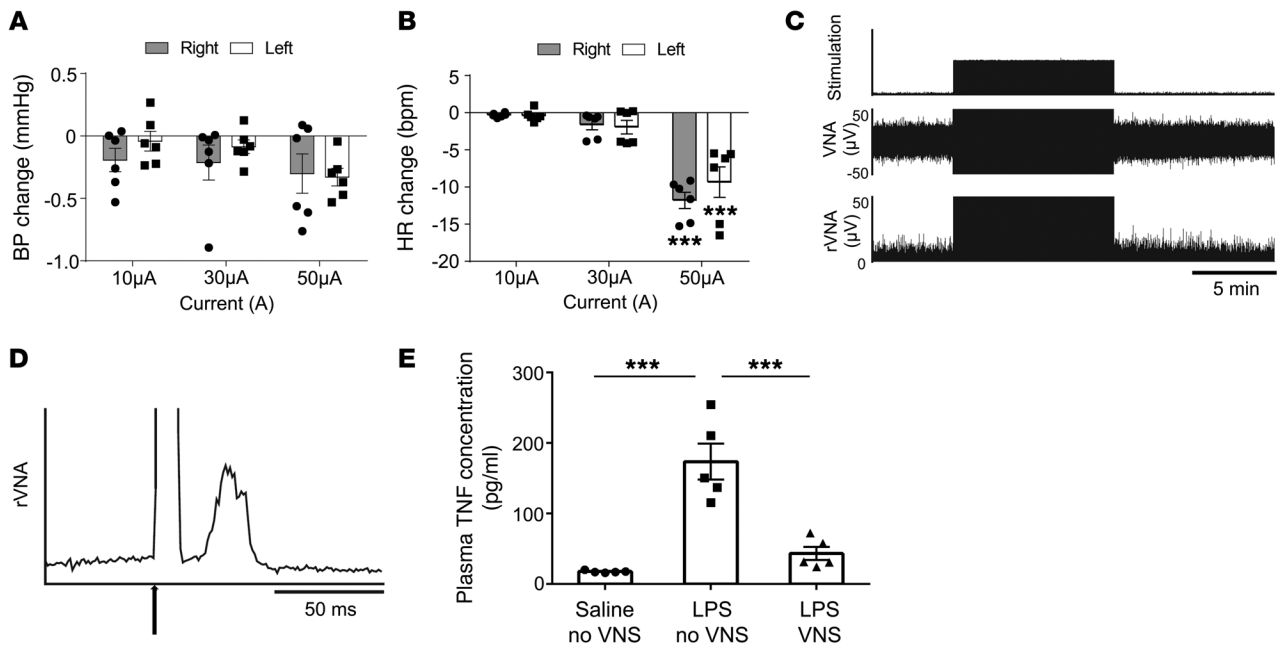 A
Right Left
BP change (mmHg)
0.5
0
-0.5
-1.0
10µA 30µA 50µA
Current (A)
B
Right Left
HR change (bpm)
5
0
-5
-10
-15
-20
***
***
10µA 30µA 50µA
Current (A)
C
Stimulation
VNA
(µV)
50
-50
rVNA
(µV)
50
0
5 min
D
rVNA
50 ms
E
Plasma TNF concentration
(pg/ml)
300
200
100
0
*** ***
Saline
no VNS
LPS
no VNS
LPS
VNS